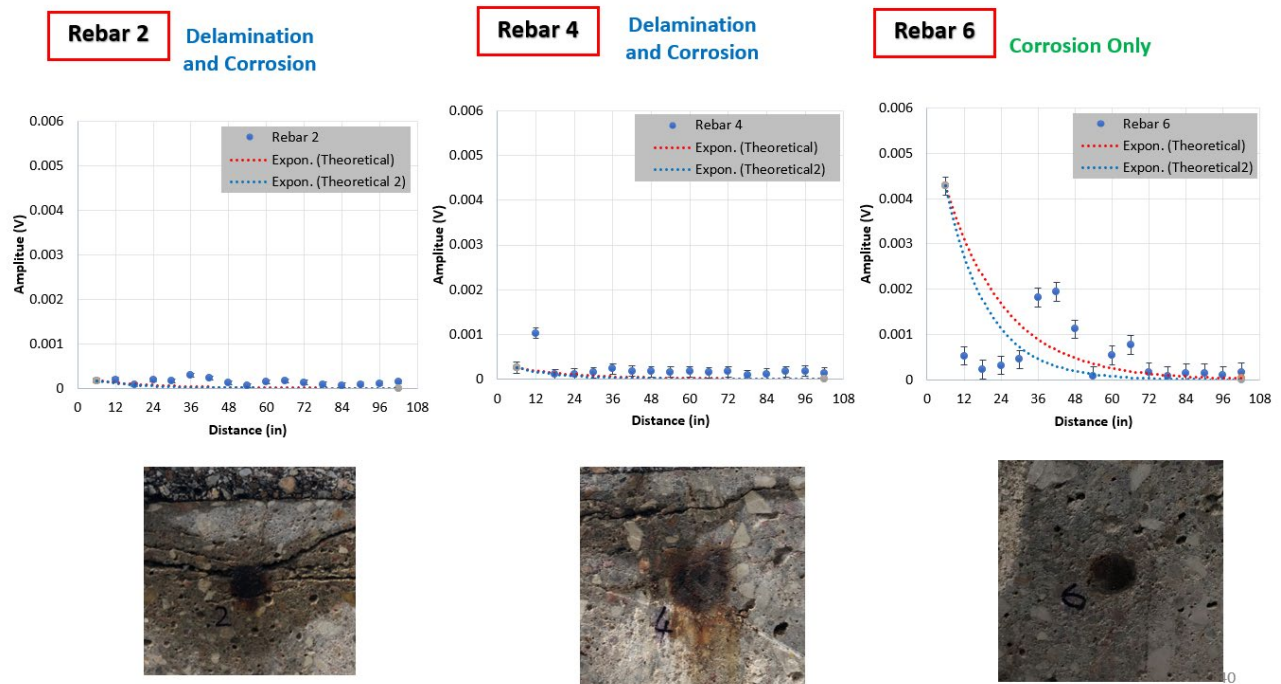 Rebar 2
Delamination
and Corrosion
Rebar 4
Delamination
and Corrosion
Rebar 6
Corrosion Only
Amplitue (V)
0.006
0.005
0.004
0.003
0.002
0.001
0
Rebar 2
Expon. (Theoretical)
Expon. (Theoretical 2)
0 12 24 36 48 60 72 84 96 108
Distance (in)
Amplitue (V)
0.006
0.005
0.004
0.003
0.002
0.001
0
Rebar 4
Expon. (Theoretical)
Expon. (Theoretical2)
0 12 24 36 48 60 72 84 96 108
Distance (in)
Amplitue (V)
0.006
0.005
0.004
0.003
0.002
0.001
0
Rebar 6
Expon. (Theoretical)
Expon. (Theoretical2)
0 12 24 36 48 60 72 84 96 108
Distance (in)
2
4
6
40